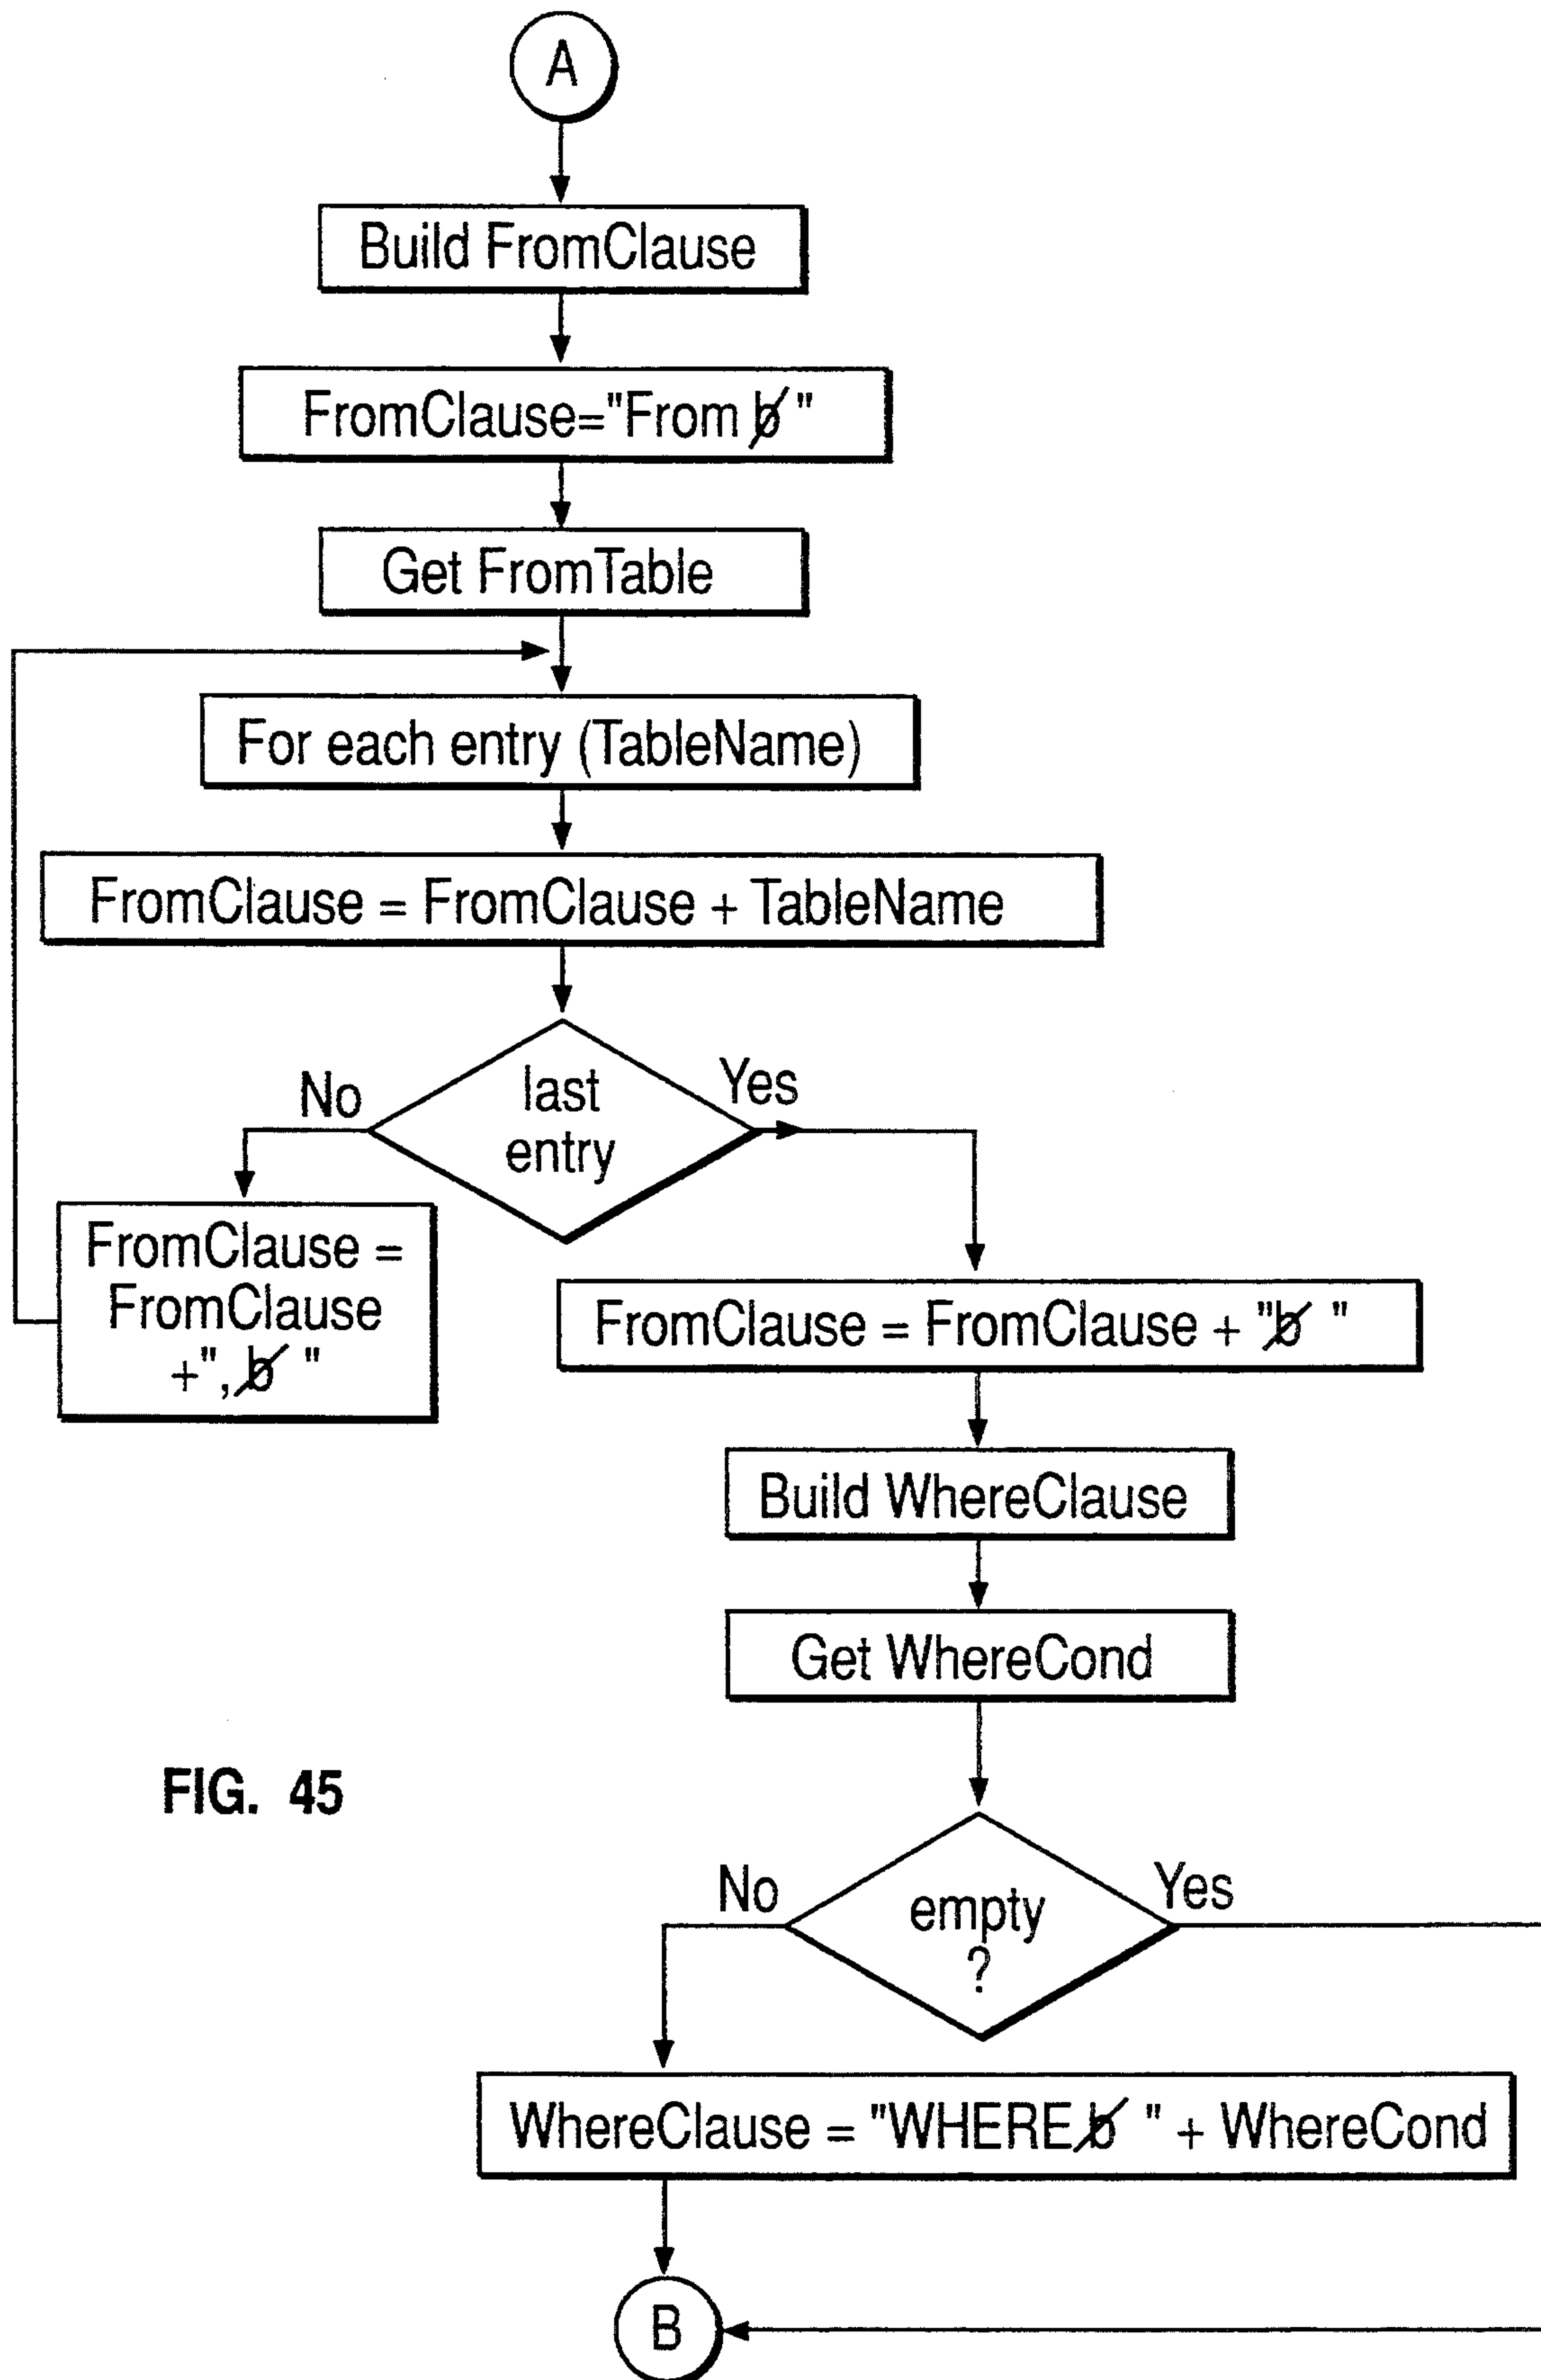 A
Build FromClause
FromClause="From b̸ "
Get FromTable
For each entry (TableName)
FromClause = FromClause + TableName
No
last
entry
Yes
FromClause =
FromClause
+", b̸ "
FromClause = FromClause + "b̸ "
Build WhereClause
Get WhereCond
FIG. 45
No
empty
?
Yes
WhereClause = "WHERE b̸ " + WhereCond
B